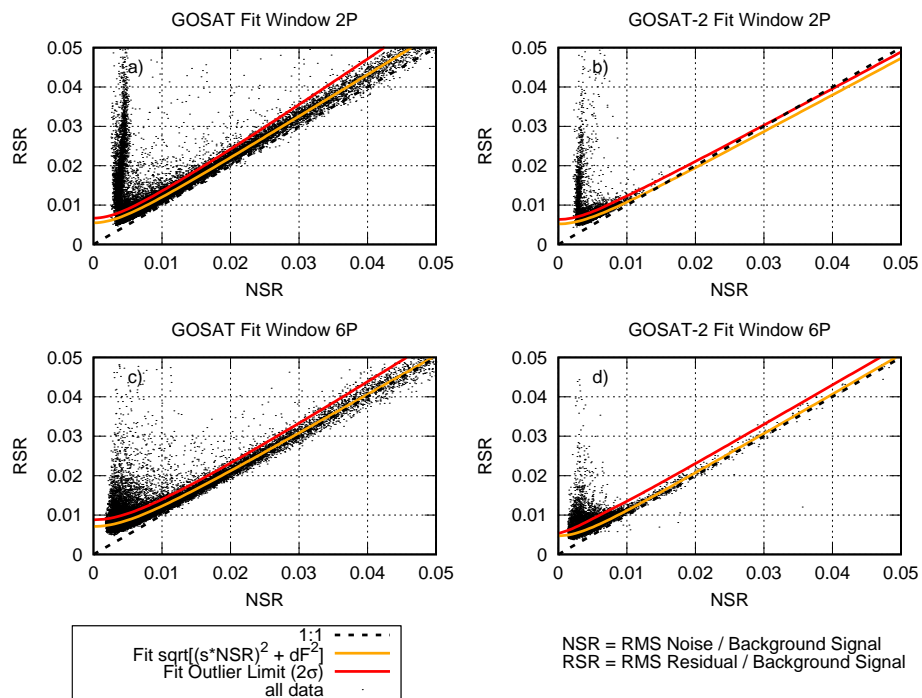 GOSAT Fit Window 2P
0.05
0.04
0.03
0.02
0.01
0
RSR
a)
0 0.01 0.02 0.03 0.04 0.05
NSR
GOSAT-2 Fit Window 2P
0.05
0.04
0.03
0.02
0.01
0
RSR
b)
0 0.01 0.02 0.03 0.04 0.05
NSR
GOSAT Fit Window 6P
0.05
0.04
0.03
0.02
0.01
0
RSR
c)
0 0.01 0.02 0.03 0.04 0.05
NSR
GOSAT-2 Fit Window 6P
0.05
0.04
0.03
0.02
0.01
0
RSR
d)
0 0.01 0.02 0.03 0.04 0.05
NSR
1:1
Fit sqrt[(s*NSR)² + dF²]
Fit Outlier Limit (2σ)
all data
NSR = RMS Noise / Background Signal
RSR = RMS Residual / Background Signal